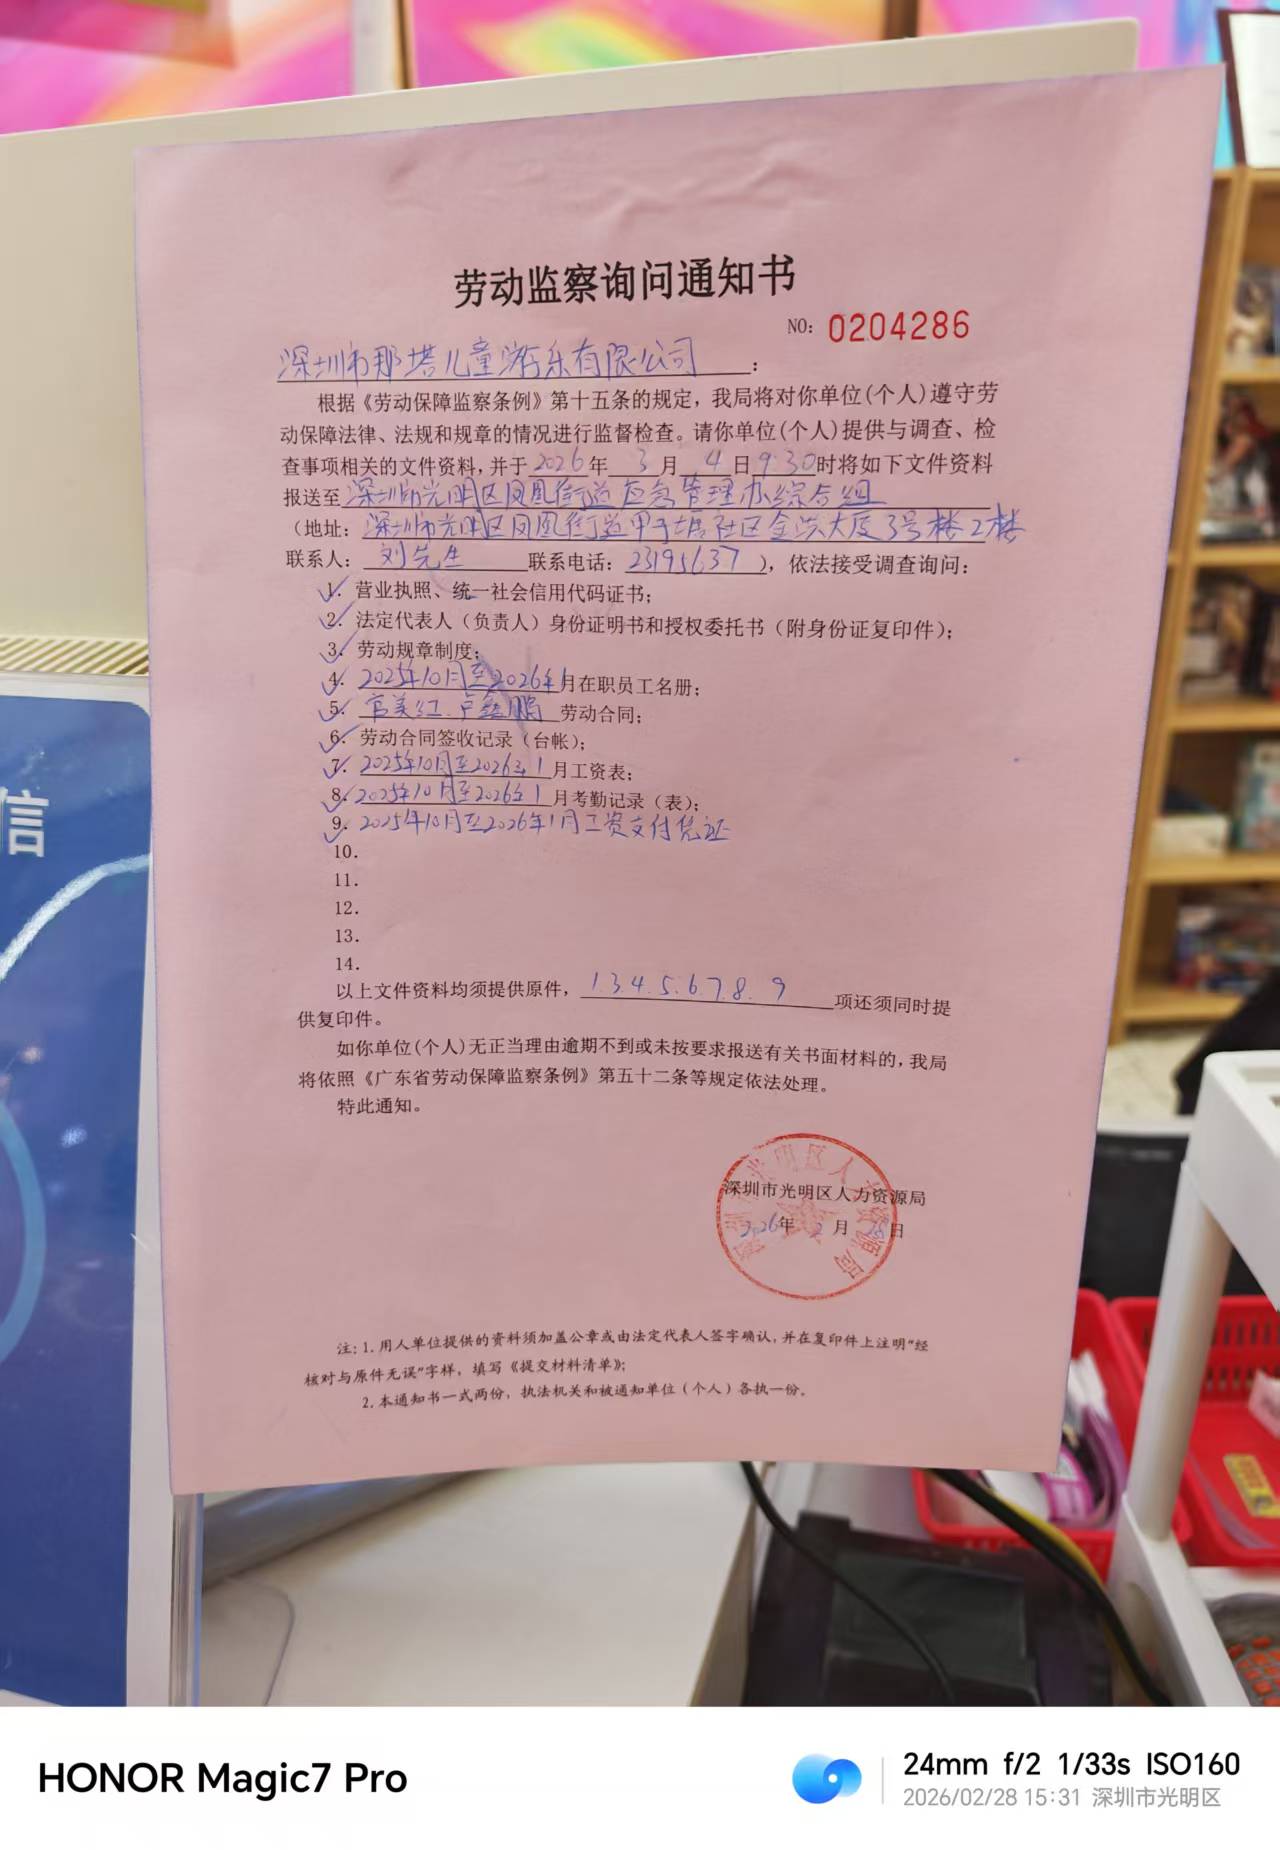 劳动监察询问通知书
NO: 0204286
深圳市那塔儿童游乐有限公司：
根据《劳动保障监察条例》第十五条的规定，我局将对你单位(个人)遵守劳
动保障法律、法规和规章的情况进行监督检查。请你单位(个人)提供与调查、检
查事项相关的文件资料，并于2026年3月4日9:30时将如下文件资料
报送至深圳市光明区凤凰街道应急管理办综合组
（地址：深圳市光明区凤凰街道甲子塘社区金洪大厦3号楼2楼
联系人：刘先生 联系电话：23195637），依法接受调查询问：
1. 营业执照、统一社会信用代码证书；
2. 法定代表人（负责人）身份证明书和授权委托书（附身份证复印件）；
3. 劳动规章制度；
4. 2025年10月至2026年1月在职员工名册；
5. 官美红、卢鑫鹏 劳动合同；
6. 劳动合同签收记录（台帐）；
7. 2025年10月至2026年1月工资表；
8. 2025年10月至2026年1月考勤记录（表）；
9. 2025年10月至2026年1月工资支付凭证
10.
11.
12.
13.
14.
以上文件资料均须提供原件，1.3.4.5.6.7.8.9项还须同时提
供复印件。
如你单位(个人)无正当理由逾期不到或未按要求报送有关书面材料的，我局
将依照《广东省劳动保障监察条例》第五十二条等规定依法处理。
特此通知。
深圳市光明区人力资源局
深圳市光明区人力资源局
2026年2月 日
注：1. 用人单位提供的资料须加盖公章或由法定代表人签字确认，并在复印件上注明"经
核对与原件无误"字样，填写《提交材料清单》；
2. 本通知书一式两份，执法机关和被通知单位（个人）各执一份。
信
HONOR Magic7 Pro
24mm f/2 1/33s ISO160
2026/02/28 15:31 深圳市光明区